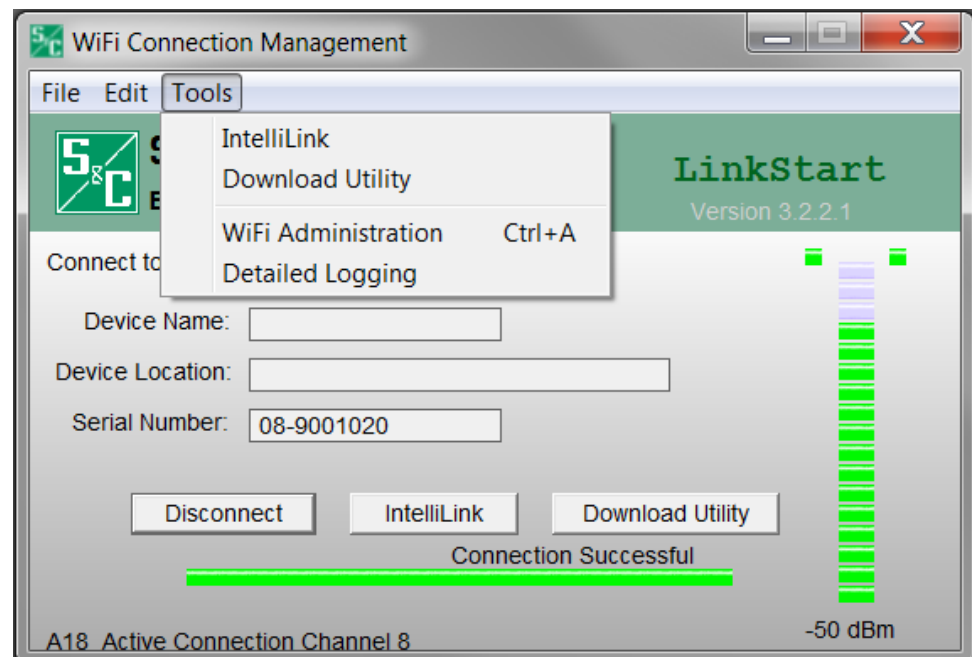 S&C WiFi Connection Management
File Edit Tools
IntelliLink
Download Utility
WiFi Administration Ctrl+A
Detailed Logging
S&C
LinkStart
Version 3.2.2.1
Connect to
Device Name:
Device Location:
Serial Number: 08-9001020
Disconnect IntelliLink Download Utility
Connection Successful
A18 Active Connection Channel 8
-50 dBm